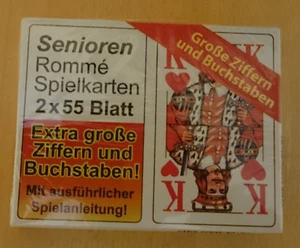 Senioren
Rommé
Spielkarten
2x55 Blatt
Extra große
Ziffern und
Buchstaben!
Mit ausführlicher
Spielanleitung!
Große Ziffern
und Buchstaben
K
K
K
K